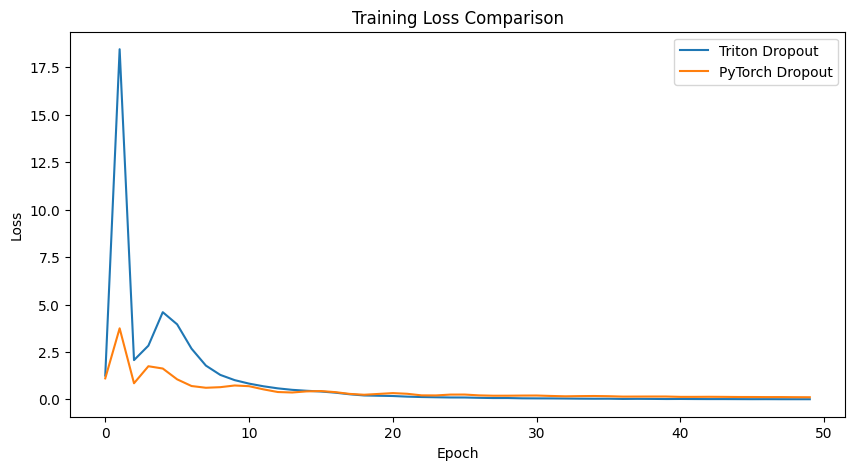 Training Loss Comparison
Triton Dropout
PyTorch Dropout
17.5
15.0
12.5
10.0
7.5
5.0
2.5
0.0
Loss
0 10 20 30 40 50
Epoch